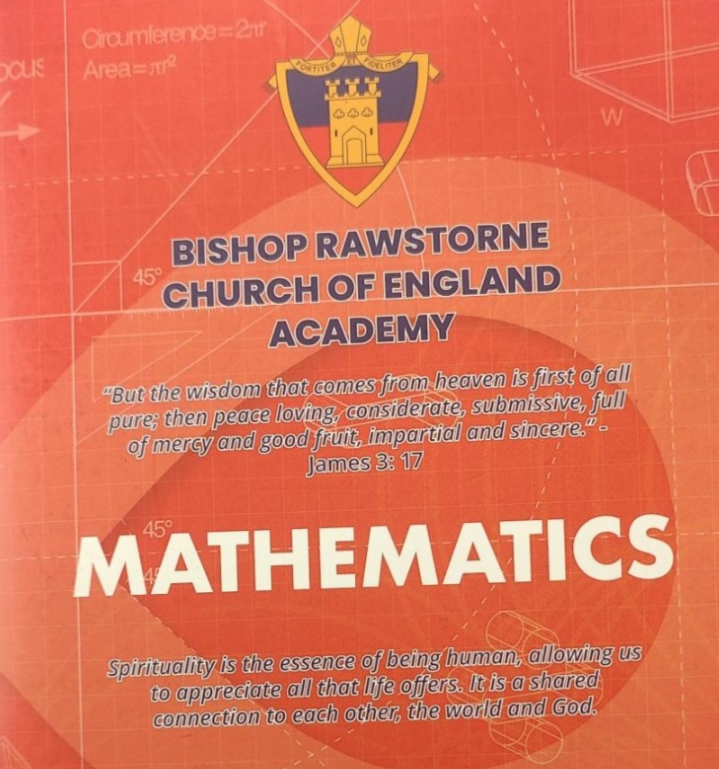 Circumference = 2πr
Area = πr²
ocus
FORTITER ET FIDELITER
W
BISHOP RAWSTORNE
45°
CHURCH OF ENGLAND
ACADEMY
"But the wisdom that comes from heaven is first of all
pure; then peace loving, considerate, submissive, full
of mercy and good fruit, impartial and sincere." -
James 3: 17
45°
MATHEMATICS
45
Spirituality is the essence of being human, allowing us
to appreciate all that life offers. It is a shared
connection to each other, the world and God.